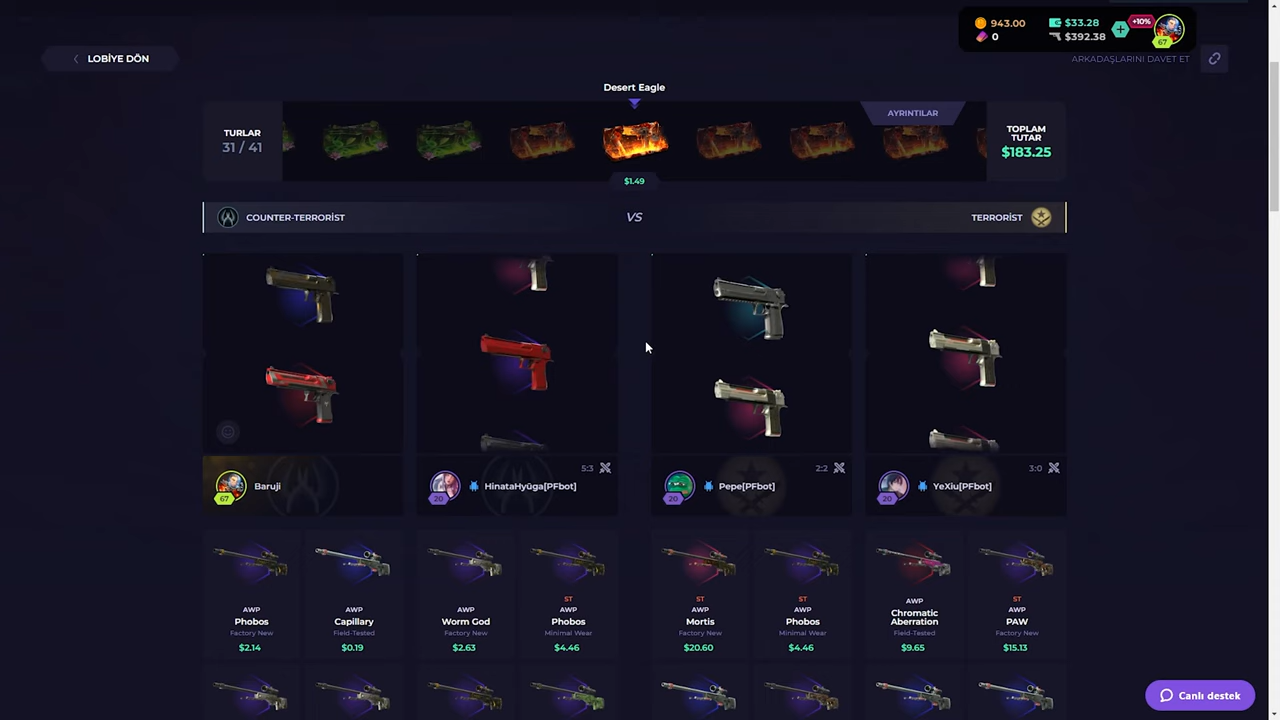 943.00
0
$33.28
$392.38
+10%
67
LOBİYE DÖN
ARKADAŞLARINI DAVET ET
Desert Eagle
TURLAR
31 / 41
AYRINTILAR
TOPLAM
TUTAR
$183.25
$1.49
COUNTER-TERRORİST
VS
TERRORİST
67
Baruji
5:3
20
HinataHyūga[PFbot]
2:2
20
Pepe[PFbot]
3:0
20
YeXiu[PFbot]
AWP
Phobos
Factory New
$2.14
AWP
Capillary
Field-Tested
$0.19
AWP
Worm God
Factory New
$2.63
ST
AWP
Phobos
Minimal Wear
$4.46
ST
AWP
Mortis
Factory New
$20.60
ST
AWP
Phobos
Minimal Wear
$4.46
AWP
Chromatic
Aberration
Field-Tested
$9.65
ST
AWP
PAW
Factory New
$15.13
Canlı destek